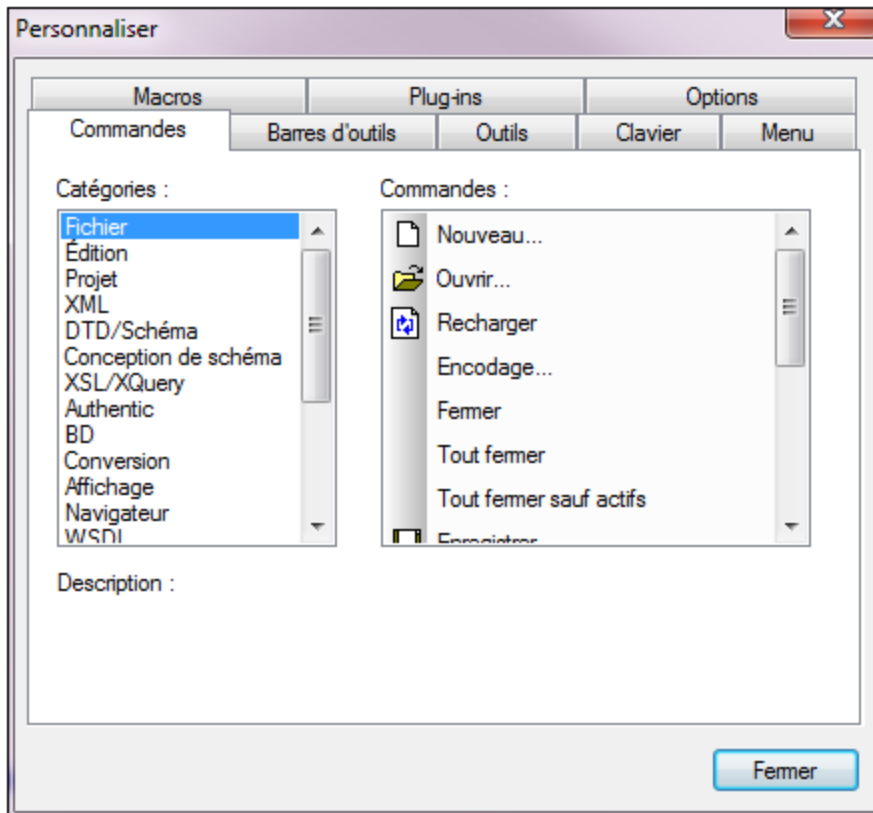 Personnaliser
Macros
Plug-ins
Options
Commandes
Barres d'outils
Outils
Clavier
Menu
Catégories :
Fichier
Édition
Projet
XML
DTD/Schéma
Conception de schéma
XSL/XQuery
Authentic
BD
Conversion
Affichage
Navigateur
WSDL
Commandes :
Nouveau...
Ouvrir...
Recharger
Encodage...
Fermer
Tout fermer
Tout fermer sauf actifs
Enregistrer
Description :
Fermer